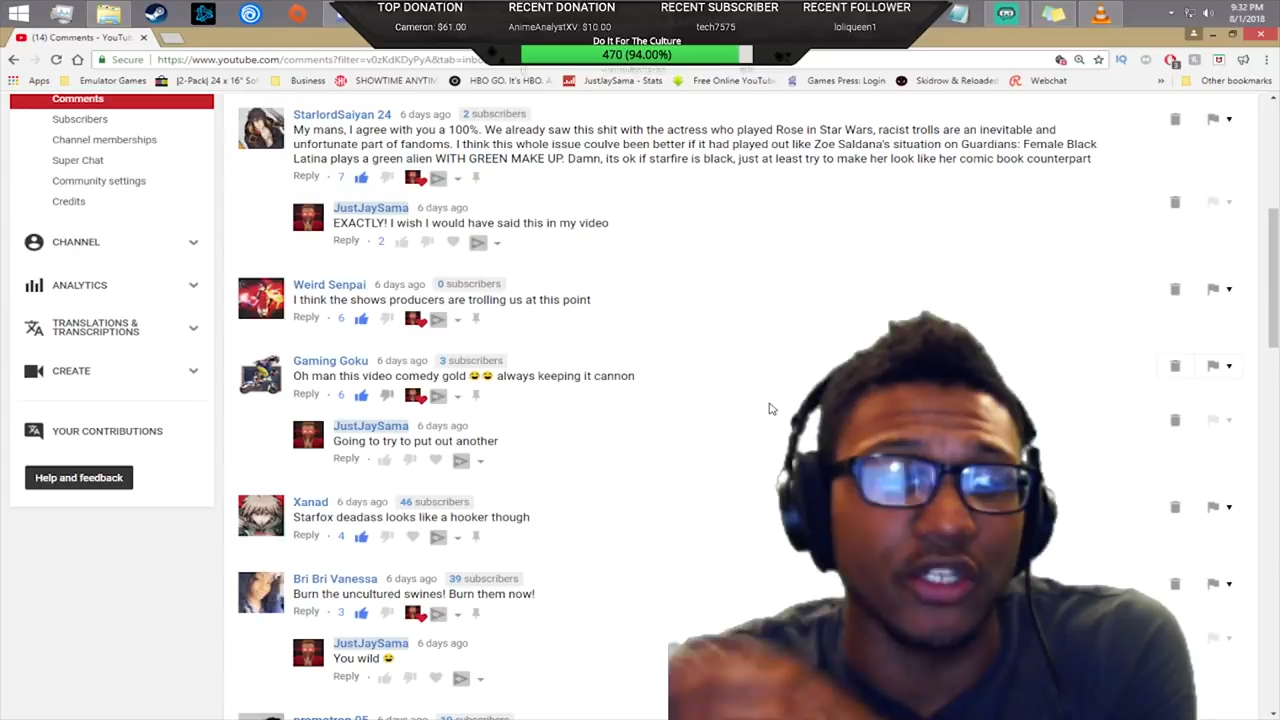 TOP DONATION
RECENT DONATION
RECENT SUBSCRIBER
RECENT FOLLOWER
Cameron: $61.00
AnimeAnalystXV: $10.00
tech7575
loliqueen1
Do It For The Culture
470 (94.00%)
9:32 PM
8/1/2018
(14) Comments - YouTub
Secure
https://www.youtube.com/comments?filter=v0zKdKDyPyA&tab=inbo
Apps
Emulator Games
J2-Pack| 24 x 16" So
Business
SHOWTIME ANYTIM
HBO GO. It's HBO. A
JustJaySama - Stats
Free Online YouTub
Games Press: Login
Skidrow & Reloade
Webchat
Other bookmarks
Comments
Subscribers
Channel memberships
Super Chat
Community settings
Credits
CHANNEL
ANALYTICS
TRANSLATIONS &
TRANSCRIPTIONS
CREATE
YOUR CONTRIBUTIONS
Help and feedback
StarlordSaiyan 24 6 days ago 2 subscribers
My mans, I agree with you a 100%. We already saw this shit with the actress who played Rose in Star Wars, racist trolls are an inevitable and
unfortunate part of fandoms. I think this whole issue coulve been better if it had played out like Zoe Saldana's situation on Guardians: Female Black
Latina plays a green alien WITH GREEN MAKE UP. Damn, its ok if starfire is black, just at least try to make her look like her comic book counterpart
Reply · 7
JustJaySama 6 days ago
EXACTLY! I wish I would have said this in my video
Reply · 2
Weird Senpai 6 days ago 0 subscribers
I think the shows producers are trolling us at this point
Reply · 6
Gaming Goku 6 days ago 3 subscribers
Oh man this video comedy gold 😂😂 always keeping it cannon
Reply · 6
JustJaySama 6 days ago
Going to try to put out another
Reply ·
Xanad 6 days ago 46 subscribers
Starfox deadass looks like a hooker though
Reply · 4
Bri Bri Vanessa 6 days ago 39 subscribers
Burn the uncultured swines! Burn them now!
Reply · 3
JustJaySama 6 days ago
You wild 😂
Reply ·